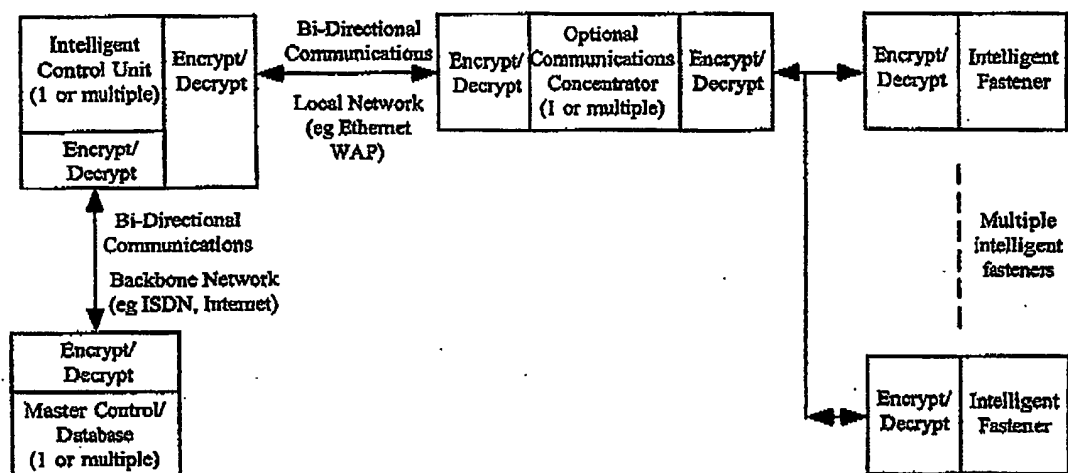 Intelligent
Control Unit
(1 or multiple)
Encrypt/
Decrypt
Encrypt/
Decrypt
Bi-Directional
Communications
Local Network
(eg Ethernet
WAP)
Encrypt/
Decrypt
Optional
Communications
Concentrator
(1 or multiple)
Encrypt/
Decrypt
Encrypt/
Decrypt
Intelligent
Fastener
Multiple
intelligent
fasteners
Encrypt/
Decrypt
Intelligent
Fastener
Bi-Directional
Communications
Backbone Network
(eg ISDN, Internet)
Encrypt/
Decrypt
Master Control/
Database
(1 or multiple)